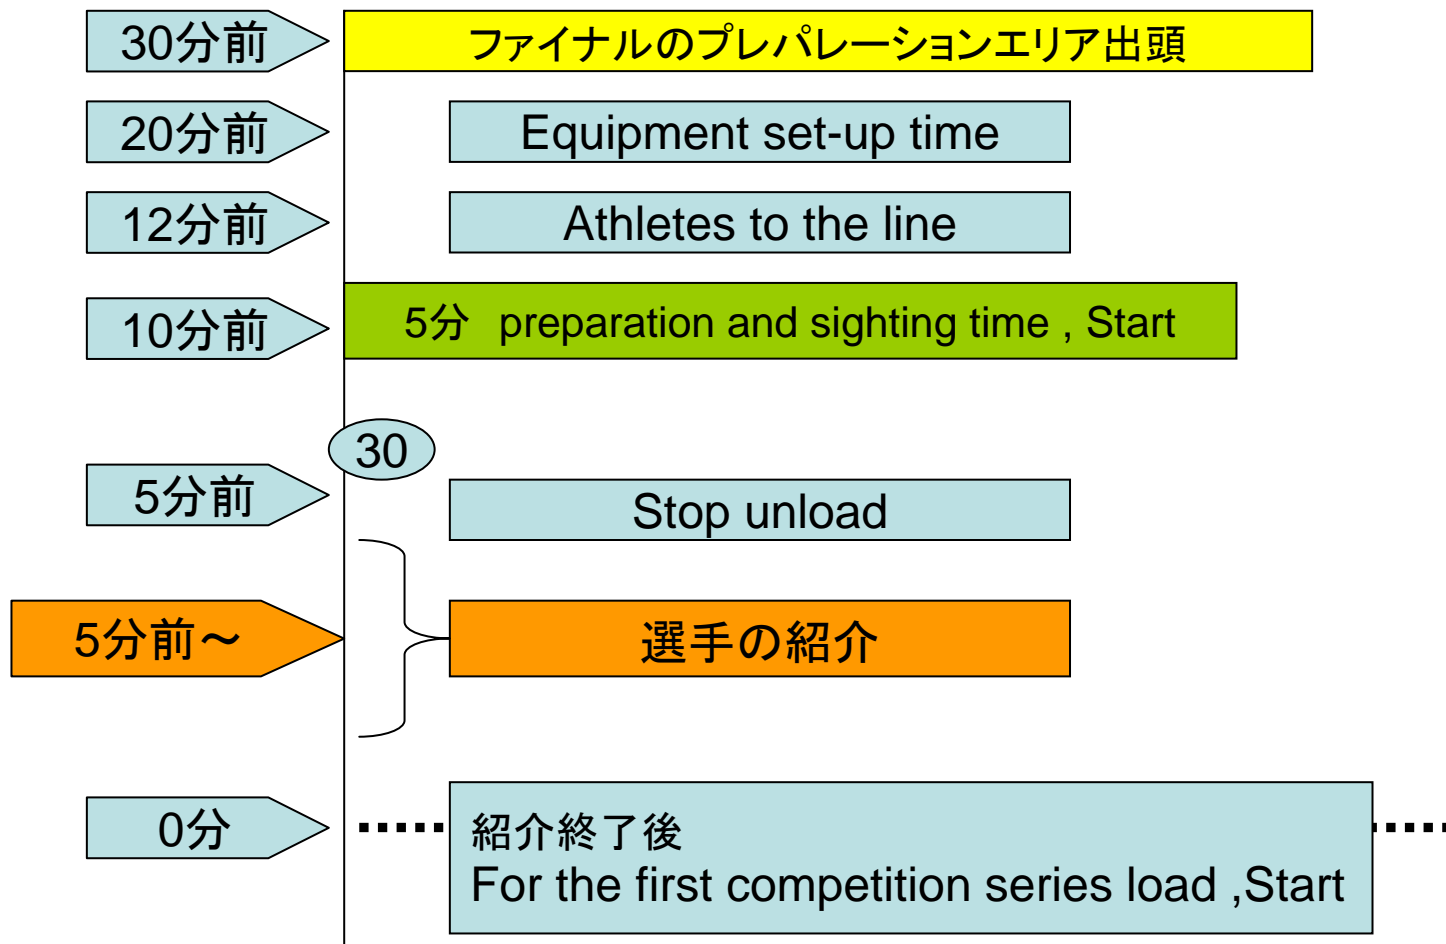 30分前
ファイナルのプレパレーションエリア出頭
20分前
Equipment set-up time
12分前
Athletes to the line
10分前
5分 preparation and sighting time , Start
30
5分前
Stop unload
5分前～
選手の紹介
0分
紹介終了後
For the first competition series load ,Start